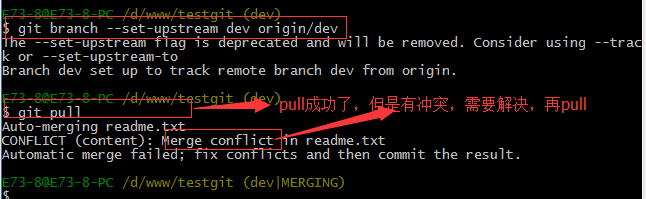 E73-8@E73-8-PC /d/www/testgit (dev)
$ git branch --set-upstream dev origin/dev
The --set-upstream flag is deprecated and will be removed. Consider using --trac
k or --set-upstream-to
Branch dev set up to track remote branch dev from origin.
E73-8@E73-8-PC /d/www/testgit (dev)
$ git pull
pull成功了，但是有冲突，需要解决，再pull
Auto-merging readme.txt
CONFLICT (content): Merge conflict in readme.txt
Automatic merge failed; fix conflicts and then commit the result.
E73-8@E73-8-PC /d/www/testgit (dev|MERGING)
$